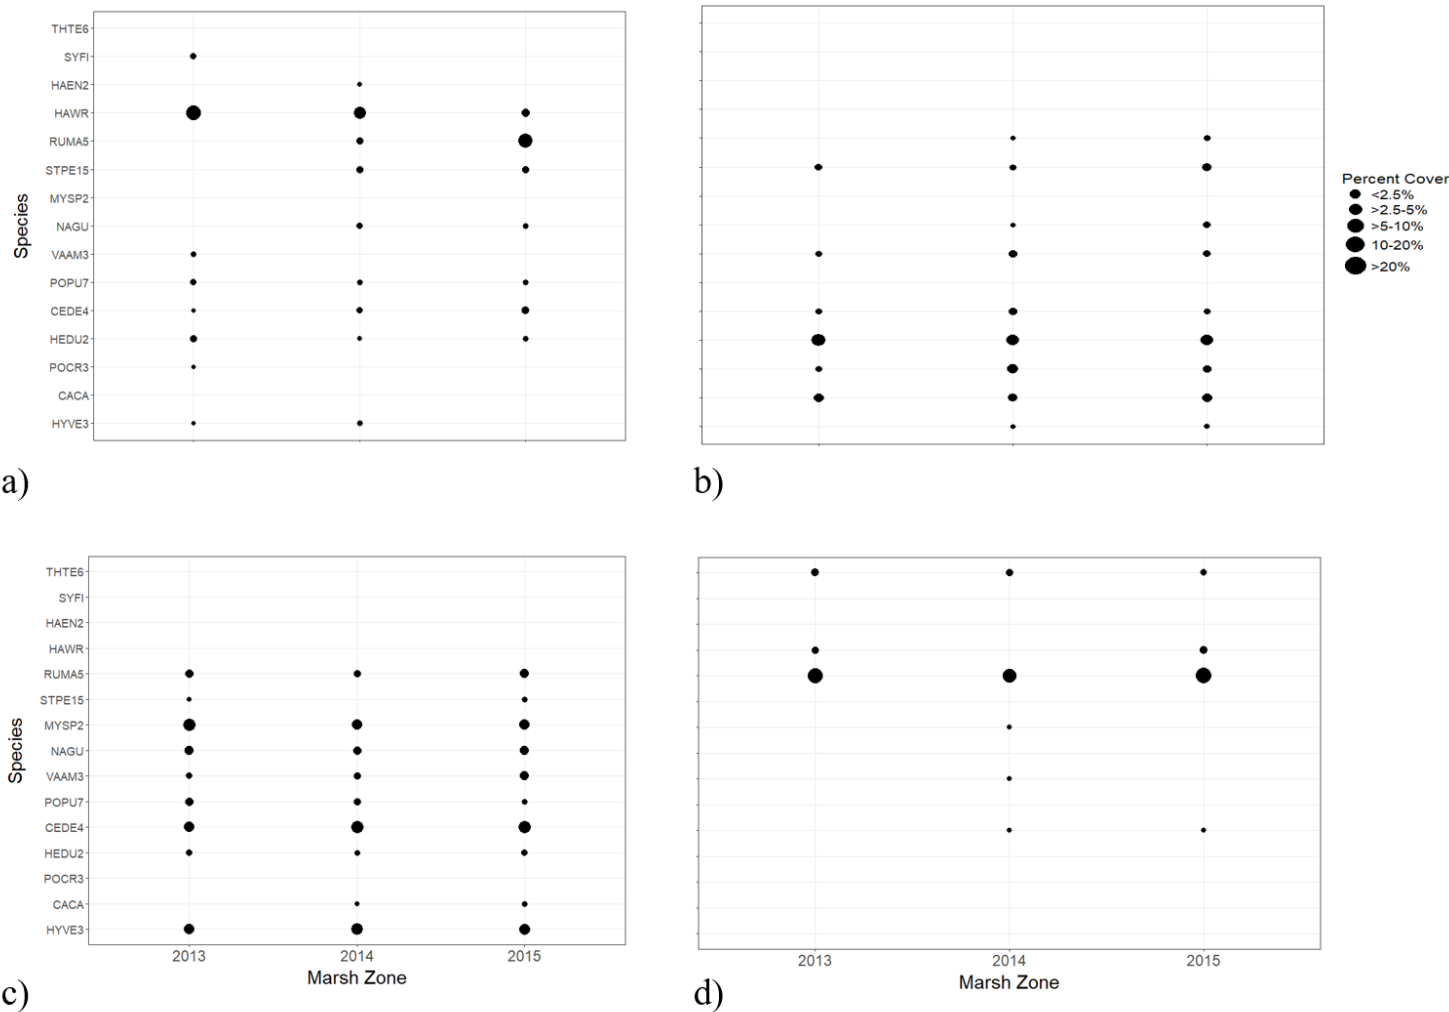 THTE6
SYFI
HAEN2
HAWR
RUMA5
STPE15
MYSP2
NAGU
VAAM3
POPU7
CEDE4
HEDU2
POCR3
CACA
HYVE3
Species
a)
b)
Percent Cover
<2.5%
>2.5-5%
>5-10%
10-20%
>20%
THTE6
SYFI
HAEN2
HAWR
RUMA5
STPE15
MYSP2
NAGU
VAAM3
POPU7
CEDE4
HEDU2
POCR3
CACA
HYVE3
Species
2013 2014 2015
Marsh Zone
c)
2013 2014 2015
Marsh Zone
d)